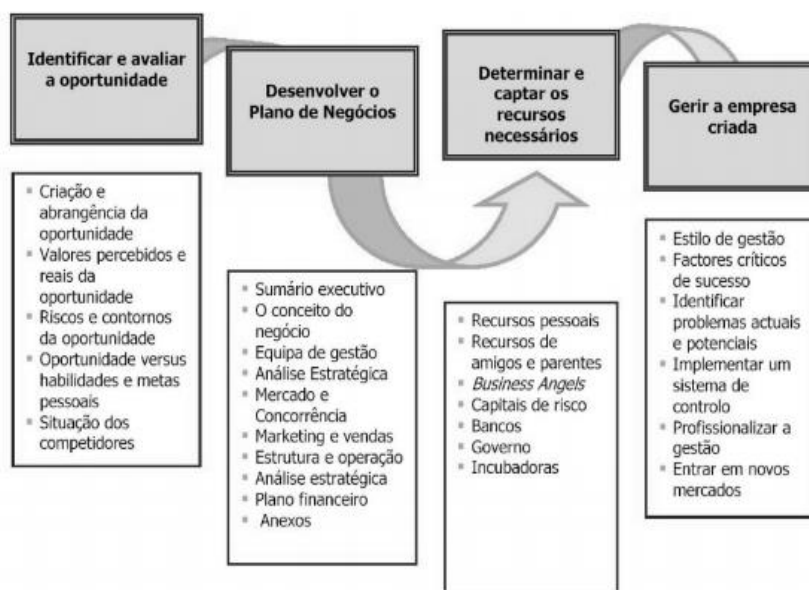 Identificar e avaliar
a oportunidade
Desenvolver o
Plano de Negócios
Determinar e
captar os
recursos
necessários
Gerir a empresa
criada
Criação e
abrangência da
oportunidade
Valores percebidos e
reais da
oportunidade
Riscos e contornos
da oportunidade
Oportunidade versus
habilidades e metas
pessoais
Situação dos
competidores
Sumário executivo
O conceito do
negócio
Equipa de gestão
Análise Estratégica
Mercado e
Concorrência
Marketing e vendas
Estrutura e operação
Análise estratégica
Plano financeiro
Anexos
Recursos pessoais
Recursos de
amigos e parentes
Business Angels
Capitais de risco
Bancos
Governo
Incubadoras
Estilo de gestão
Factores críticos
de sucesso
Identificar
problemas actuais
e potenciais
Implementar um
sistema de
controlo
Profissionalizar a
gestão
Entrar em novos
mercados